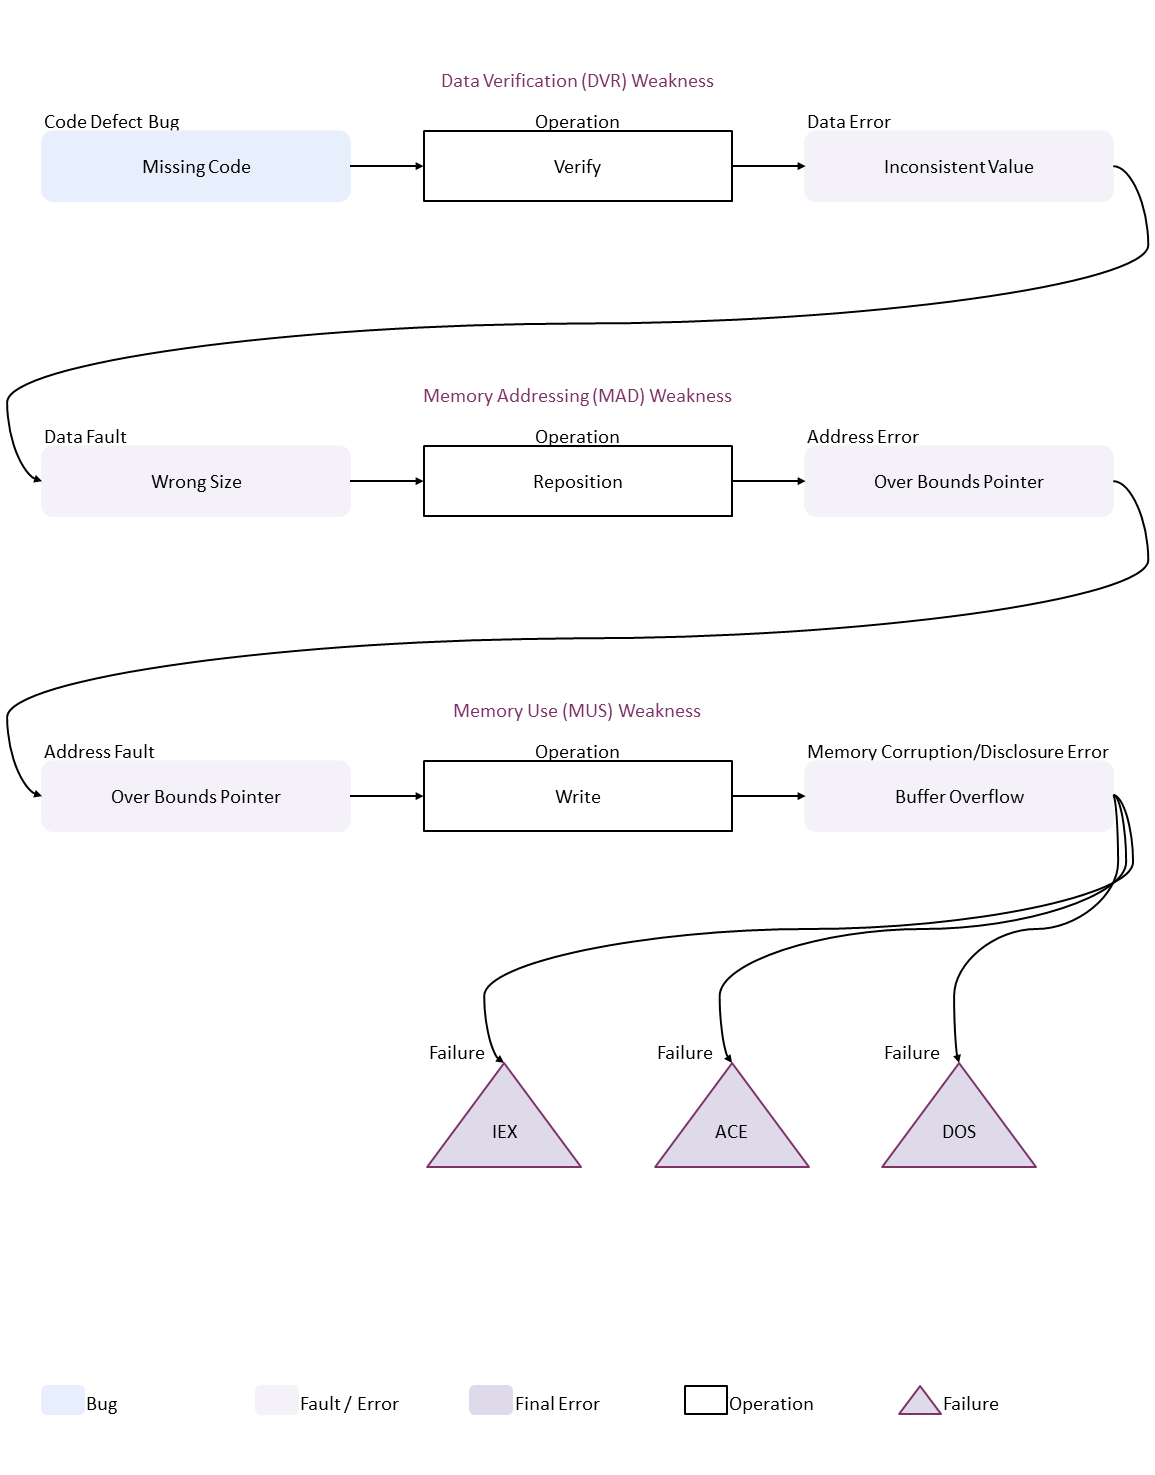 Data Verification (DVR) Weakness
Code Defect Bug
Operation
Data Error
Missing Code
Verify
Inconsistent Value
Memory Addressing (MAD) Weakness
Data Fault
Operation
Address Error
Wrong Size
Reposition
Over Bounds Pointer
Memory Use (MUS) Weakness
Address Fault
Operation
Memory Corruption/Disclosure Error
Over Bounds Pointer
Write
Buffer Overflow
Failure
Failure
Failure
IEX
ACE
DOS
Bug
Fault / Error
Final Error
Operation
Failure